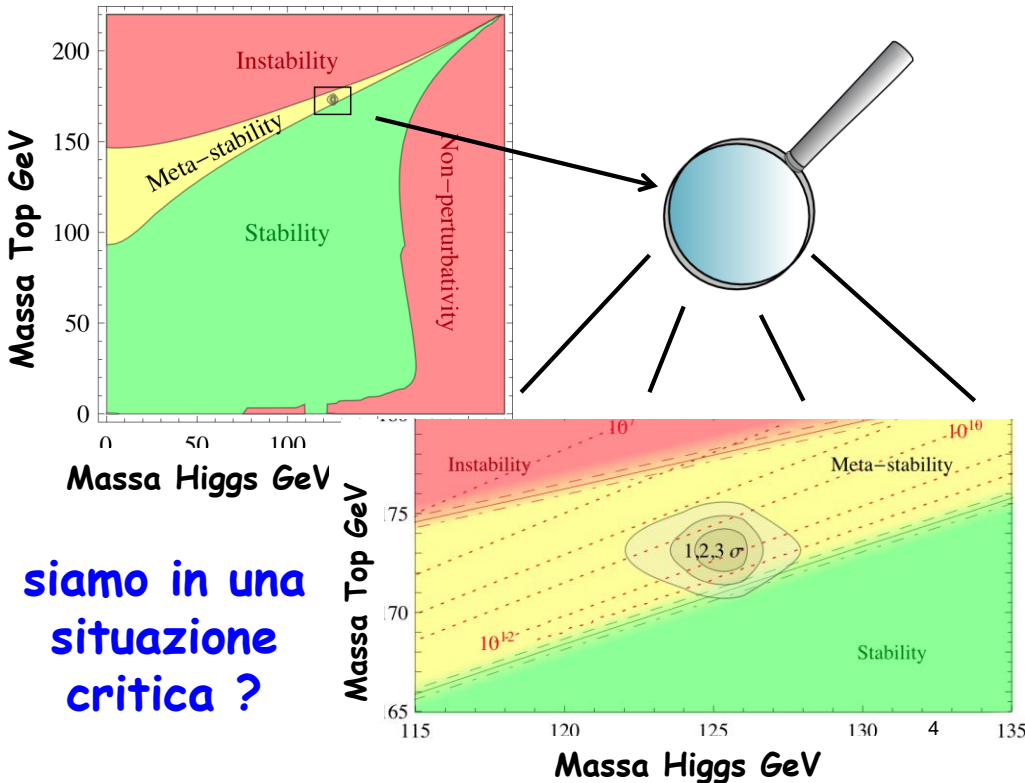 200
150
100
50
0
Massa Top GeV
Instability
Meta-stability
Stability
Non-perturbativity
0
50
100
Massa Higgs GeV
siamo in una
situazione
critica ?
Massa Top GeV
75
70
65
Instability
10⁷
10¹⁰
Meta-stability
1,2,3 σ
10¹²
Stability
115
120
125
130
4
135
Massa Higgs GeV